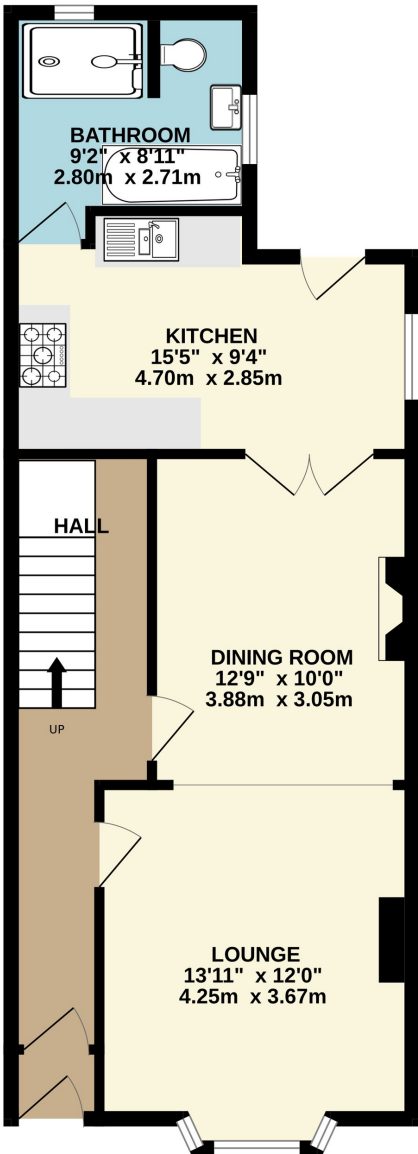 BATHROOM
9'2" x 8'11"
2.80m x 2.71m
KITCHEN
15'5" x 9'4"
4.70m x 2.85m
HALL
DINING ROOM
12'9" x 10'0"
3.88m x 3.05m
UP
LOUNGE
13'11" x 12'0"
4.25m x 3.67m